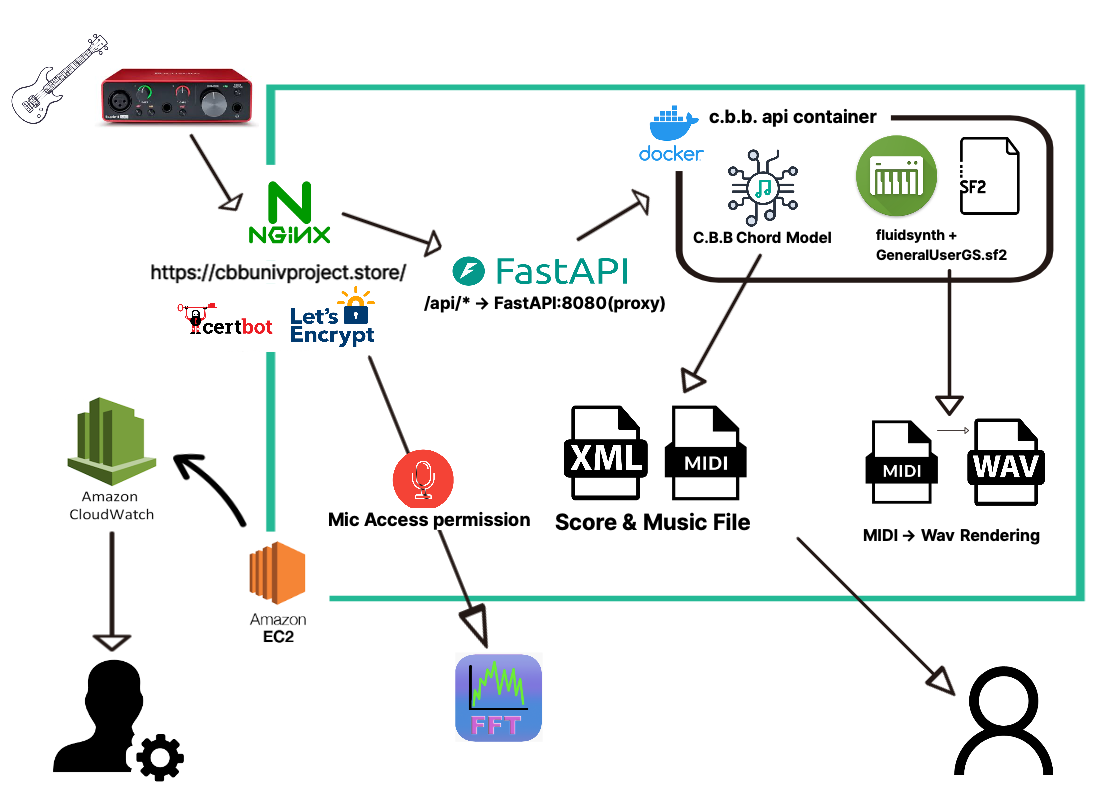 docker
c.b.b. api container
SF2
C.B.B Chord Model
fluidsynth +
GeneralUserGS.sf2
NGINX
https://cbbunivproject.store/
certbot
Let's
Encrypt
FastAPI
/api/* → FastAPI:8080(proxy)
XML
MIDI
Score & Music File
MIDI
WAV
MIDI → Wav Rendering
Mic Access permission
Amazon
CloudWatch
Amazon
EC2
FFT